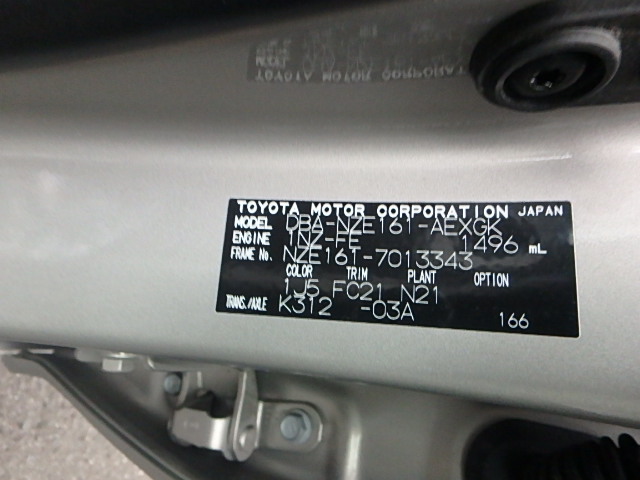 TOYOTA MOTOR CORPORATION JAPAN
MODEL DBA-NZE161-AEXGK
ENGINE 1NZ-FE 1496 mL
FRAME NO. NZE161-7013343
COLOR TRIM PLANT OPTION
1J5 FC21 N21
TRANS./AXLE K312 -03A
166